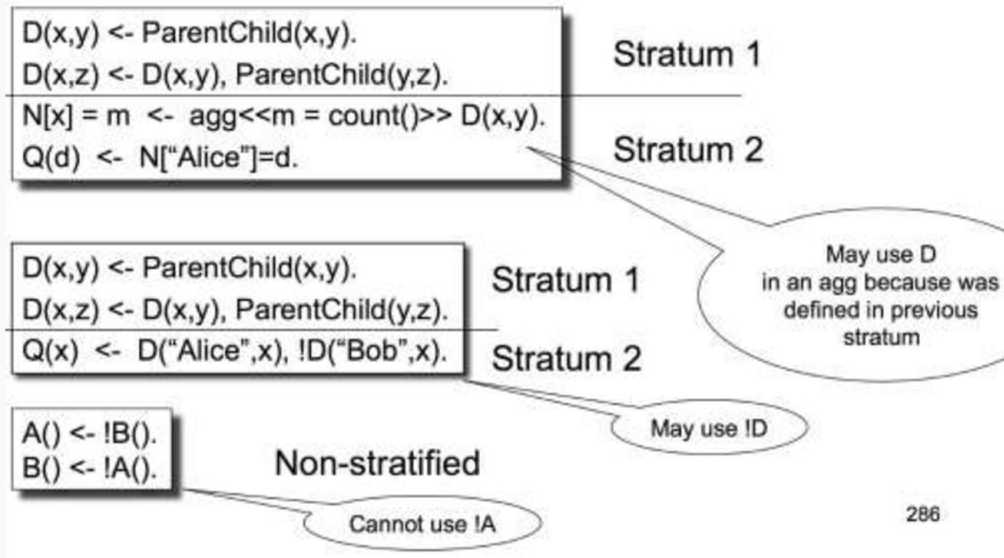 D(x,y) <- ParentChild(x,y).
D(x,z) <- D(x,y), ParentChild(y,z).
Stratum 1
N[x] = m <- agg<<m = count()>> D(x,y).
Q(d) <- N[“Alice”]=d.
Stratum 2
May use D
in an agg because was
defined in previous
stratum
D(x,y) <- ParentChild(x,y).
D(x,z) <- D(x,y), ParentChild(y,z).
Stratum 1
Q(x) <- D(“Alice”,x), !D(“Bob”,x).
Stratum 2
May use !D
A() <- !B().
B() <- !A().
Non-stratified
Cannot use !A
286